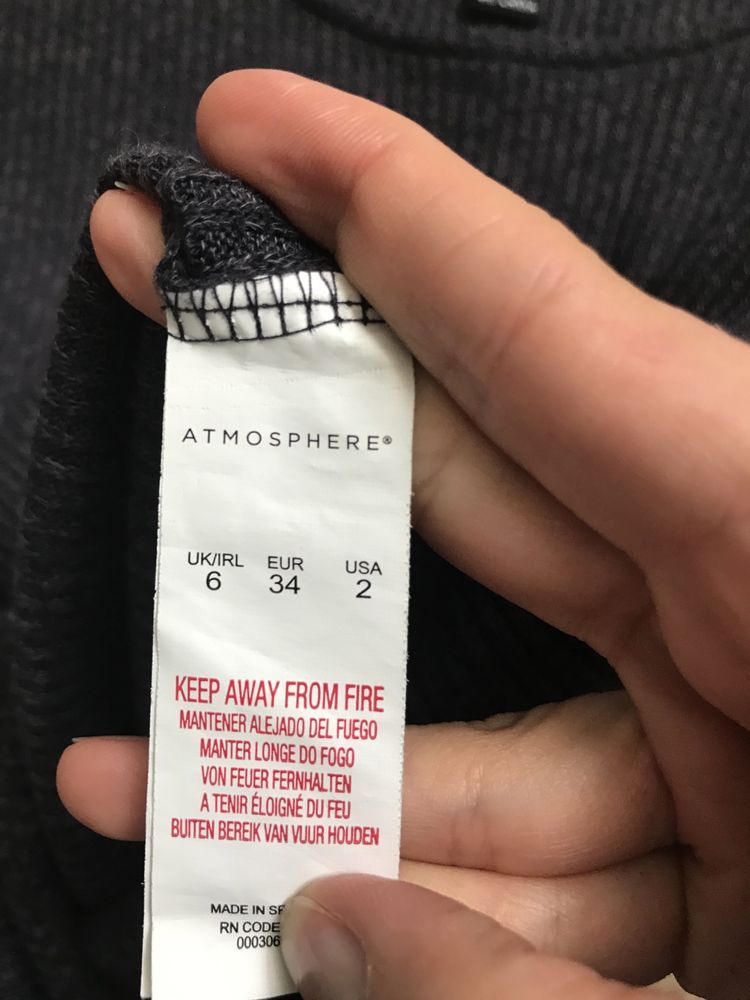 ATMOSPHERE®
UK/IRL EUR USA
6 34 2
KEEP AWAY FROM FIRE
MANTENER ALEJADO DEL FUEGO
MANTER LONGE DO FOGO
VON FEUER FERNHALTEN
A TENIR ÉLOIGNÉ DU FEU
BUITEN BEREIK VAN VUUR HOUDEN
MADE IN
RN CODE